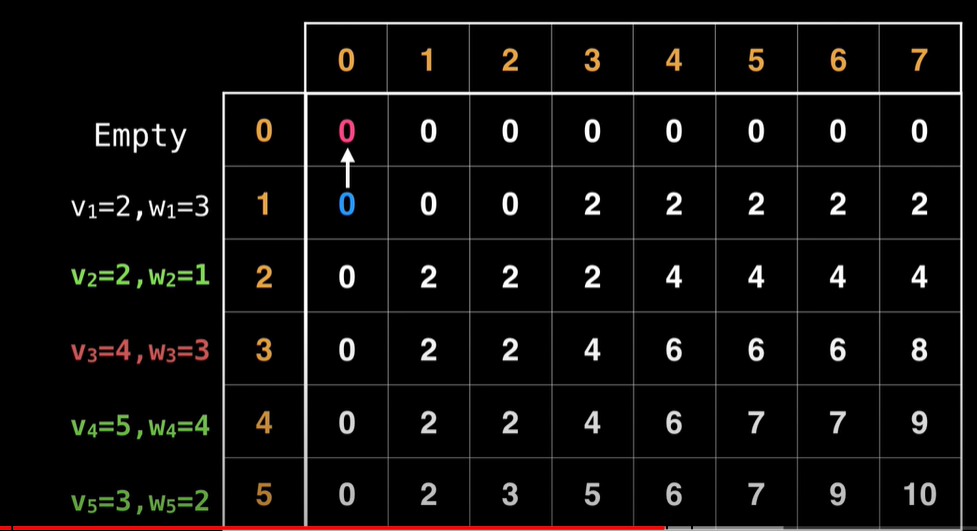 0 1 2 3 4 5 6 7
Empty 0 0 0 0 0 0 0 0 0
v₁=2,w₁=3 1 0 0 0 2 2 2 2 2
v₂=2,w₂=1 2 0 2 2 2 4 4 4 4
v₃=4,w₃=3 3 0 2 2 4 6 6 6 8
v₄=5,w₄=4 4 0 2 2 4 6 7 7 9
v₅=3,w₅=2 5 0 2 3 5 6 7 9 10